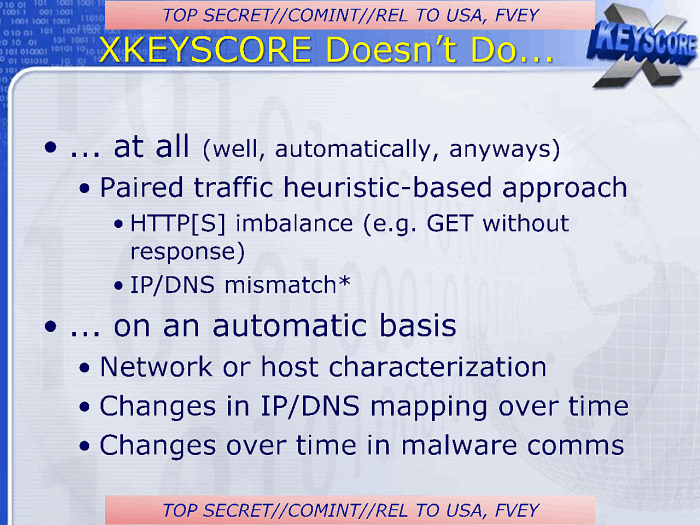 TOP SECRET//COMINT//REL TO USA, FVEY
XKEYSCORE Doesn't Do...
XKEYSCORE
• ... at all (well, automatically, anyways)
• Paired traffic heuristic-based approach
• HTTP[S] imbalance (e.g. GET without
response)
• IP/DNS mismatch*
• ... on an automatic basis
• Network or host characterization
• Changes in IP/DNS mapping over time
• Changes over time in malware comms
TOP SECRET//COMINT//REL TO USA, FVEY